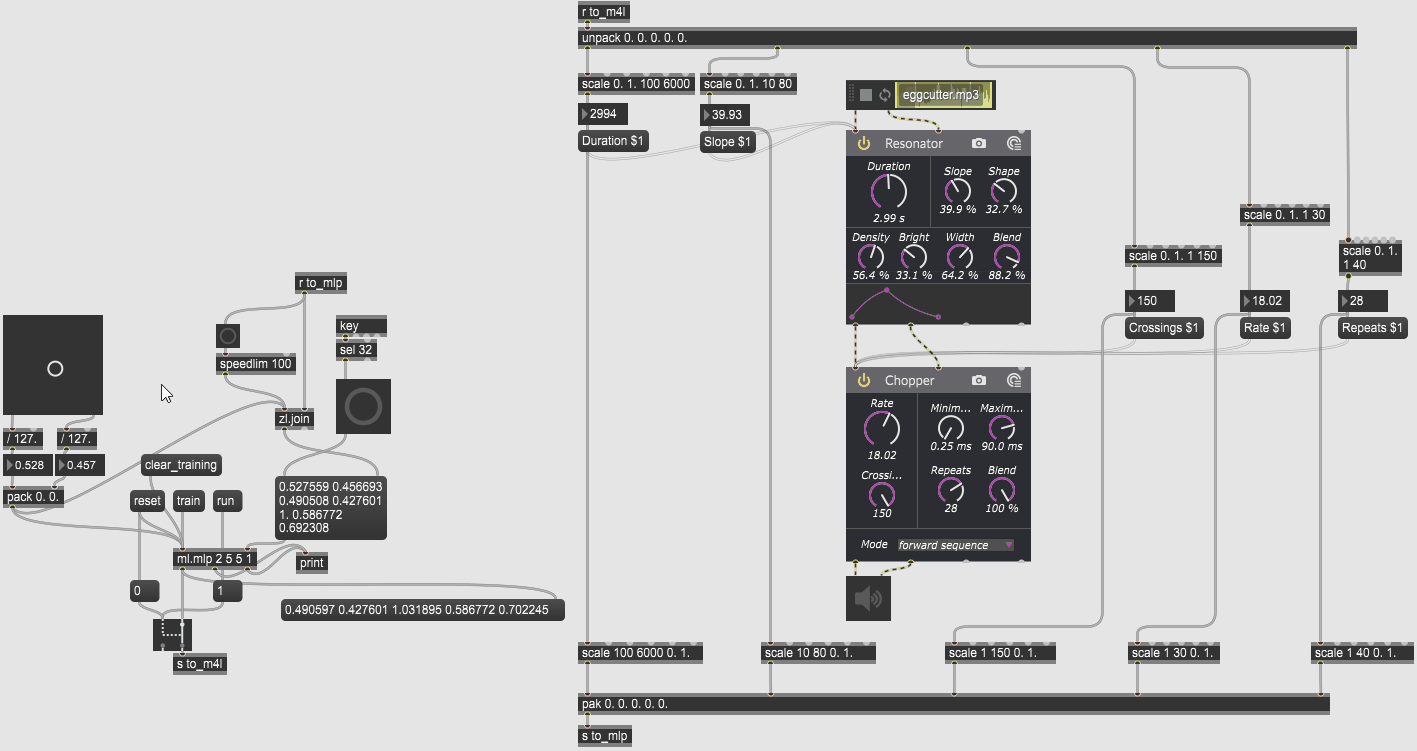 r to_m4l
unpack 0. 0. 0. 0. 0.
scale 0. 1. 100 6000
scale 0. 1. 10 80
2994
39.93
Duration $1
Slope $1
eggcutter.mp3
Resonator
Duration
2.99 s
Slope
39.9 %
Shape
32.7 %
Density
56.4 %
Bright
33.1 %
Width
64.2 %
Blend
88.2 %
scale 0. 1. 1 150
150
Crossings $1
scale 0. 1. 1 30
18.02
Rate $1
scale 0. 1.
1 40
28
Repeats $1
Chopper
Rate
18.02
Minim...
0.25 ms
Maxim...
90.0 ms
Crossi...
150
Repeats
28
Blend
100 %
Mode
forward sequence
r to_mlp
key
sel 32
speedlim 100
zl.join
/ 127.
/ 127.
0.528
0.457
pack 0. 0.
clear_training
reset
train
run
0.527559 0.456693
0.490508 0.427601
1. 0.586772
0.692308
ml.mlp 2 5 5 1
print
0
1
0.490597 0.427601 1.031895 0.586772 0.702245
s to_m4l
scale 100 6000 0. 1.
scale 10 80 0. 1.
scale 1 150 0. 1.
scale 1 30 0. 1.
scale 1 40 0. 1.
pak 0. 0. 0. 0. 0.
s to_mlp